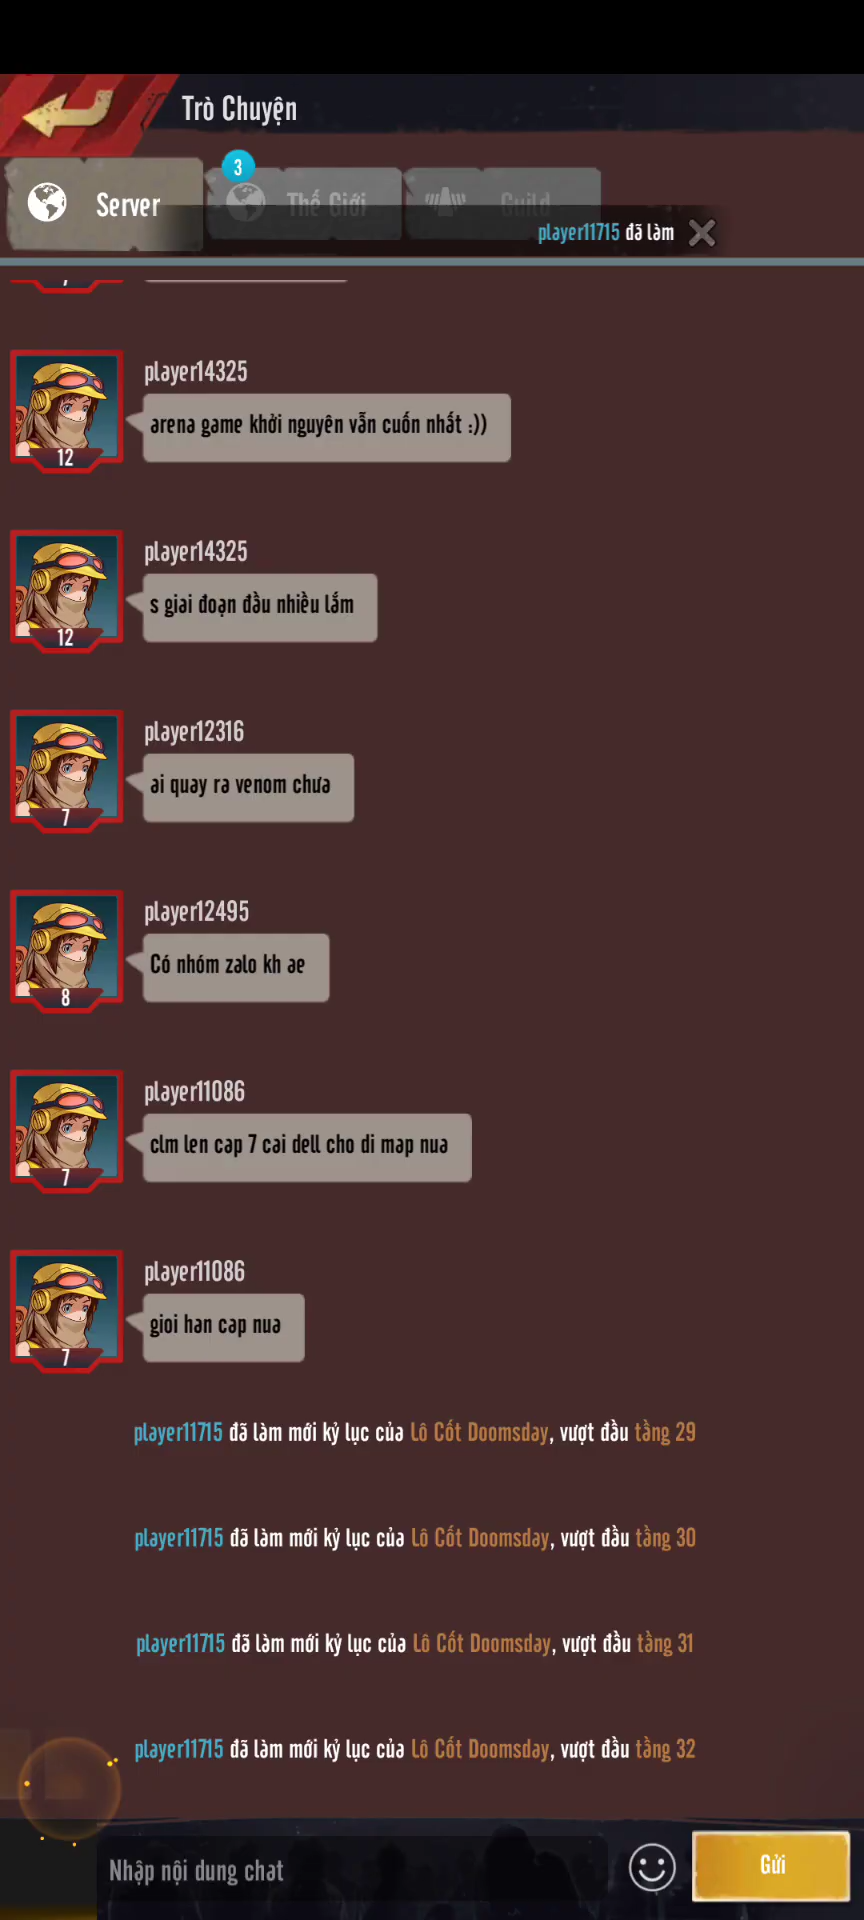 Trò Chuyện
3
Server
Thế Giới
Guild
player11715 đã làm
player14325
arena game khởi nguyên vẫn cuốn nhất :))
12
player14325
s giai đoạn đầu nhiều lắm
12
player12316
ai quay ra venom chưa
7
player12495
Có nhóm zalo kh ae
8
player11086
clm len cap 7 cai dell cho di map nua
7
player11086
gioi han cap nua
7
player11715 đã làm mới kỷ lục của Lô Cốt Doomsday, vượt đầu tầng 29
player11715 đã làm mới kỷ lục của Lô Cốt Doomsday, vượt đầu tầng 30
player11715 đã làm mới kỷ lục của Lô Cốt Doomsday, vượt đầu tầng 31
player11715 đã làm mới kỷ lục của Lô Cốt Doomsday, vượt đầu tầng 32
Nhập nội dung chat
Gửi